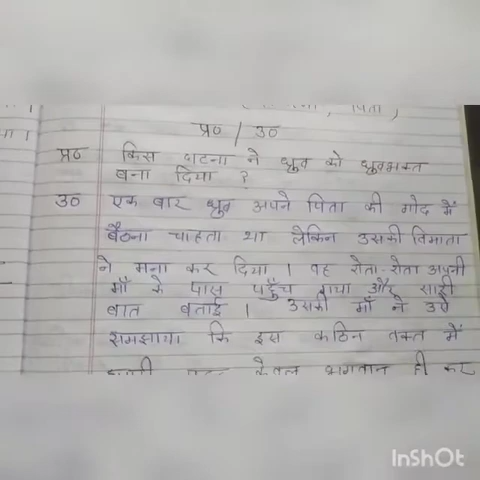 पिता,
प्र० / उ०
प्र० किस घटना ने ध्रुव को ध्रुवभक्त
बना दिया ?
उ० एक बार ध्रुव अपने पिता की गोद में
बैठना चाहता था लेकिन उसकी विमाता
ने मना कर दिया । वह रोता-रोता अपनी
माँ के पास पहुँच गया और सारी
बात बताई । उसकी माँ ने उसे
समझाया कि इस कठिन वक्त में
केवल भगवान ही कर
InShOt